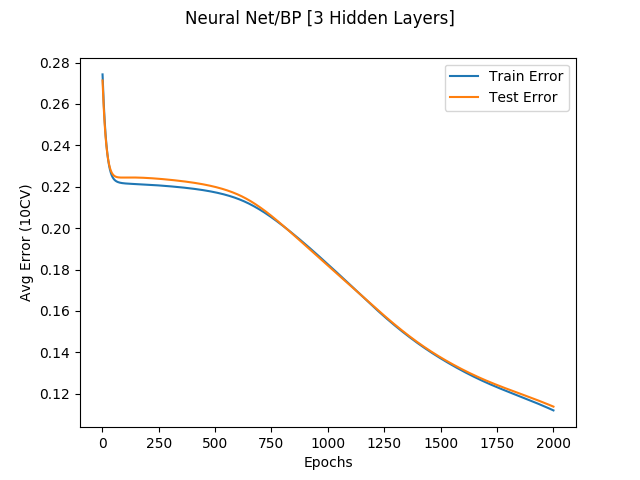 Neural Net/BP [3 Hidden Layers]
Train Error
Test Error
0.28
0.26
0.24
0.22
0.20
0.18
0.16
0.14
0.12
Avg Error (10CV)
0 250 500 750 1000 1250 1500 1750 2000
Epochs